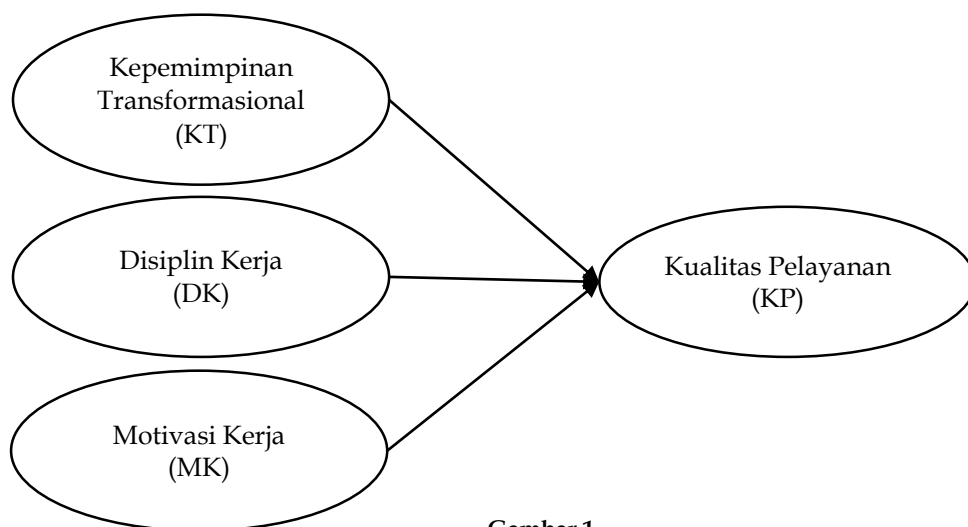 Kepemimpinan
Transformasional
(KT)
Disiplin Kerja
(DK)
Kualitas Pelayanan
(KP)
Motivasi Kerja
(MK)
Gambar 1